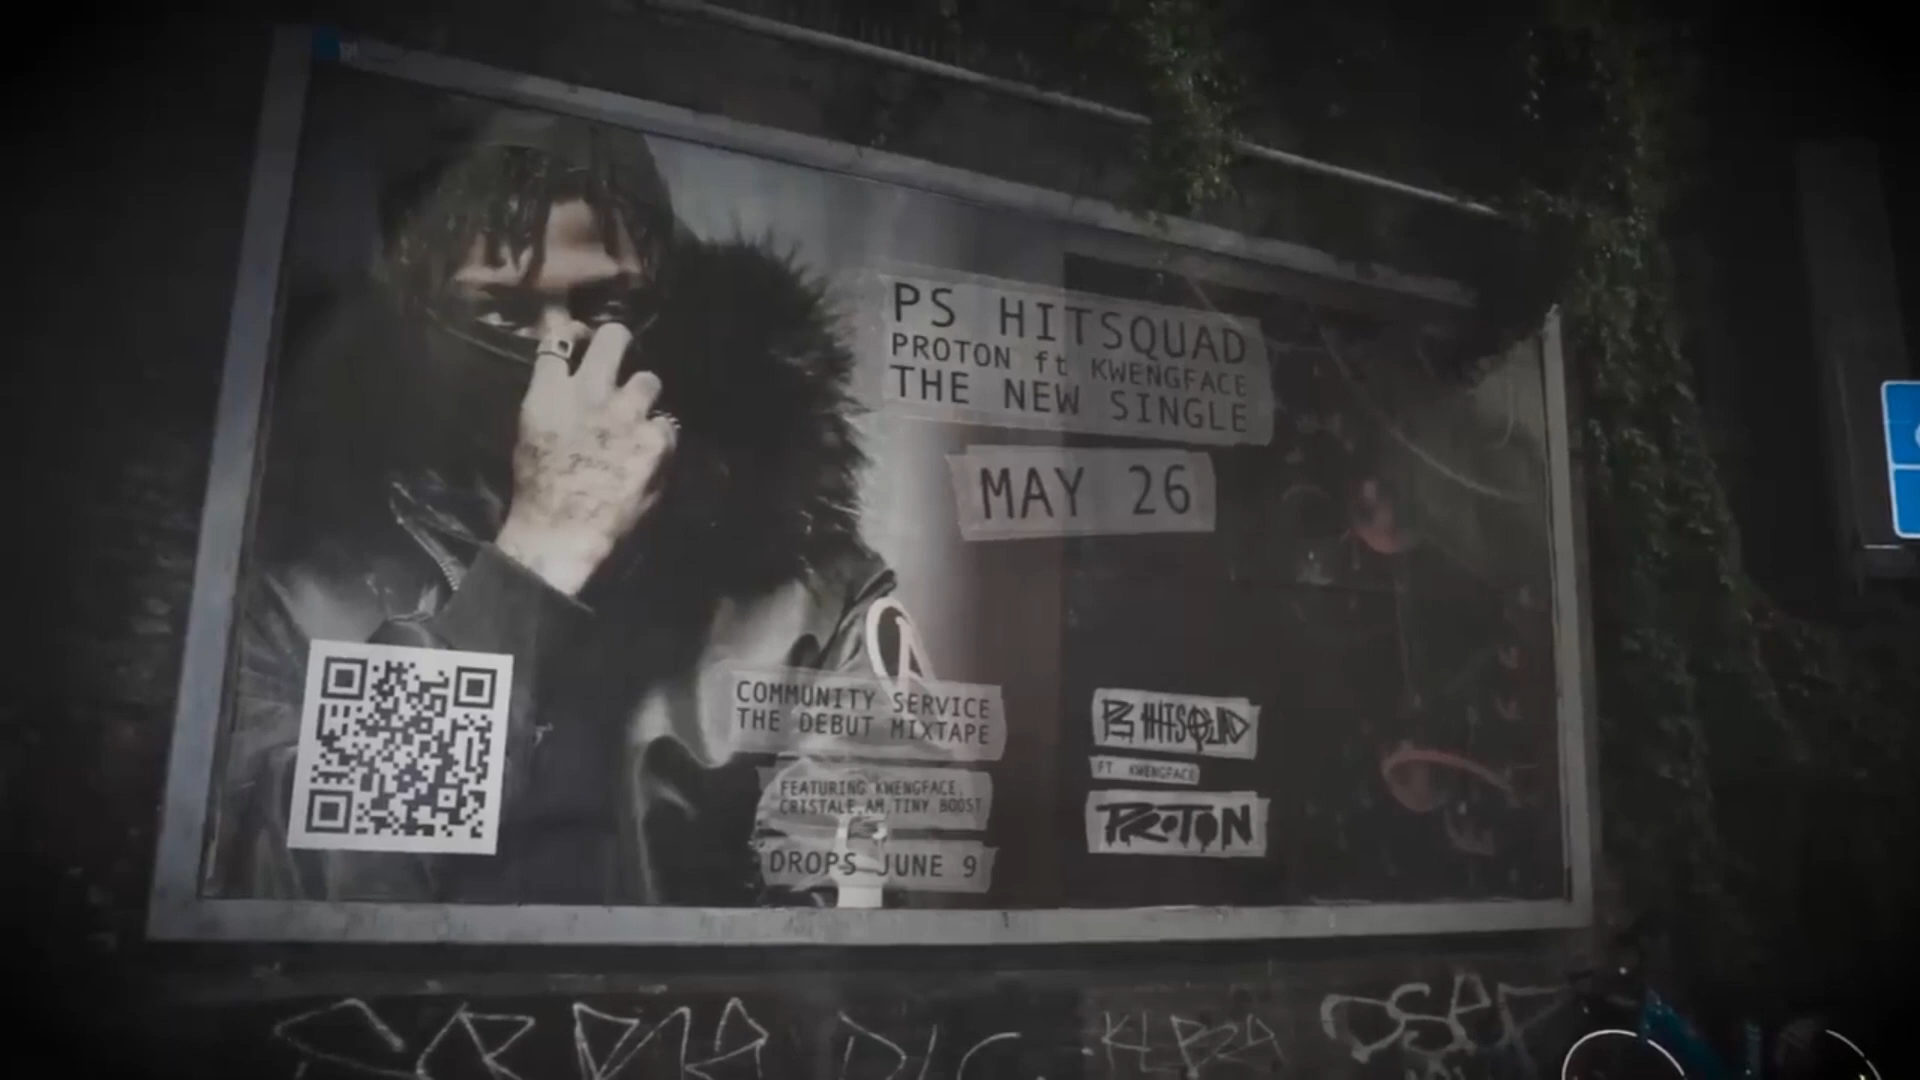 PS HITSQUAD
PROTON ft KWENGFACE
THE NEW SINGLE
MAY 26
COMMUNITY SERVICE
THE DEBUT MIXTAPE
FEATURING KWENGFACE,
CRISTALE, AM, TINY BOOST
DROPS JUNE 9
PS HITSQUAD
FT KWENGFACE
PROTON